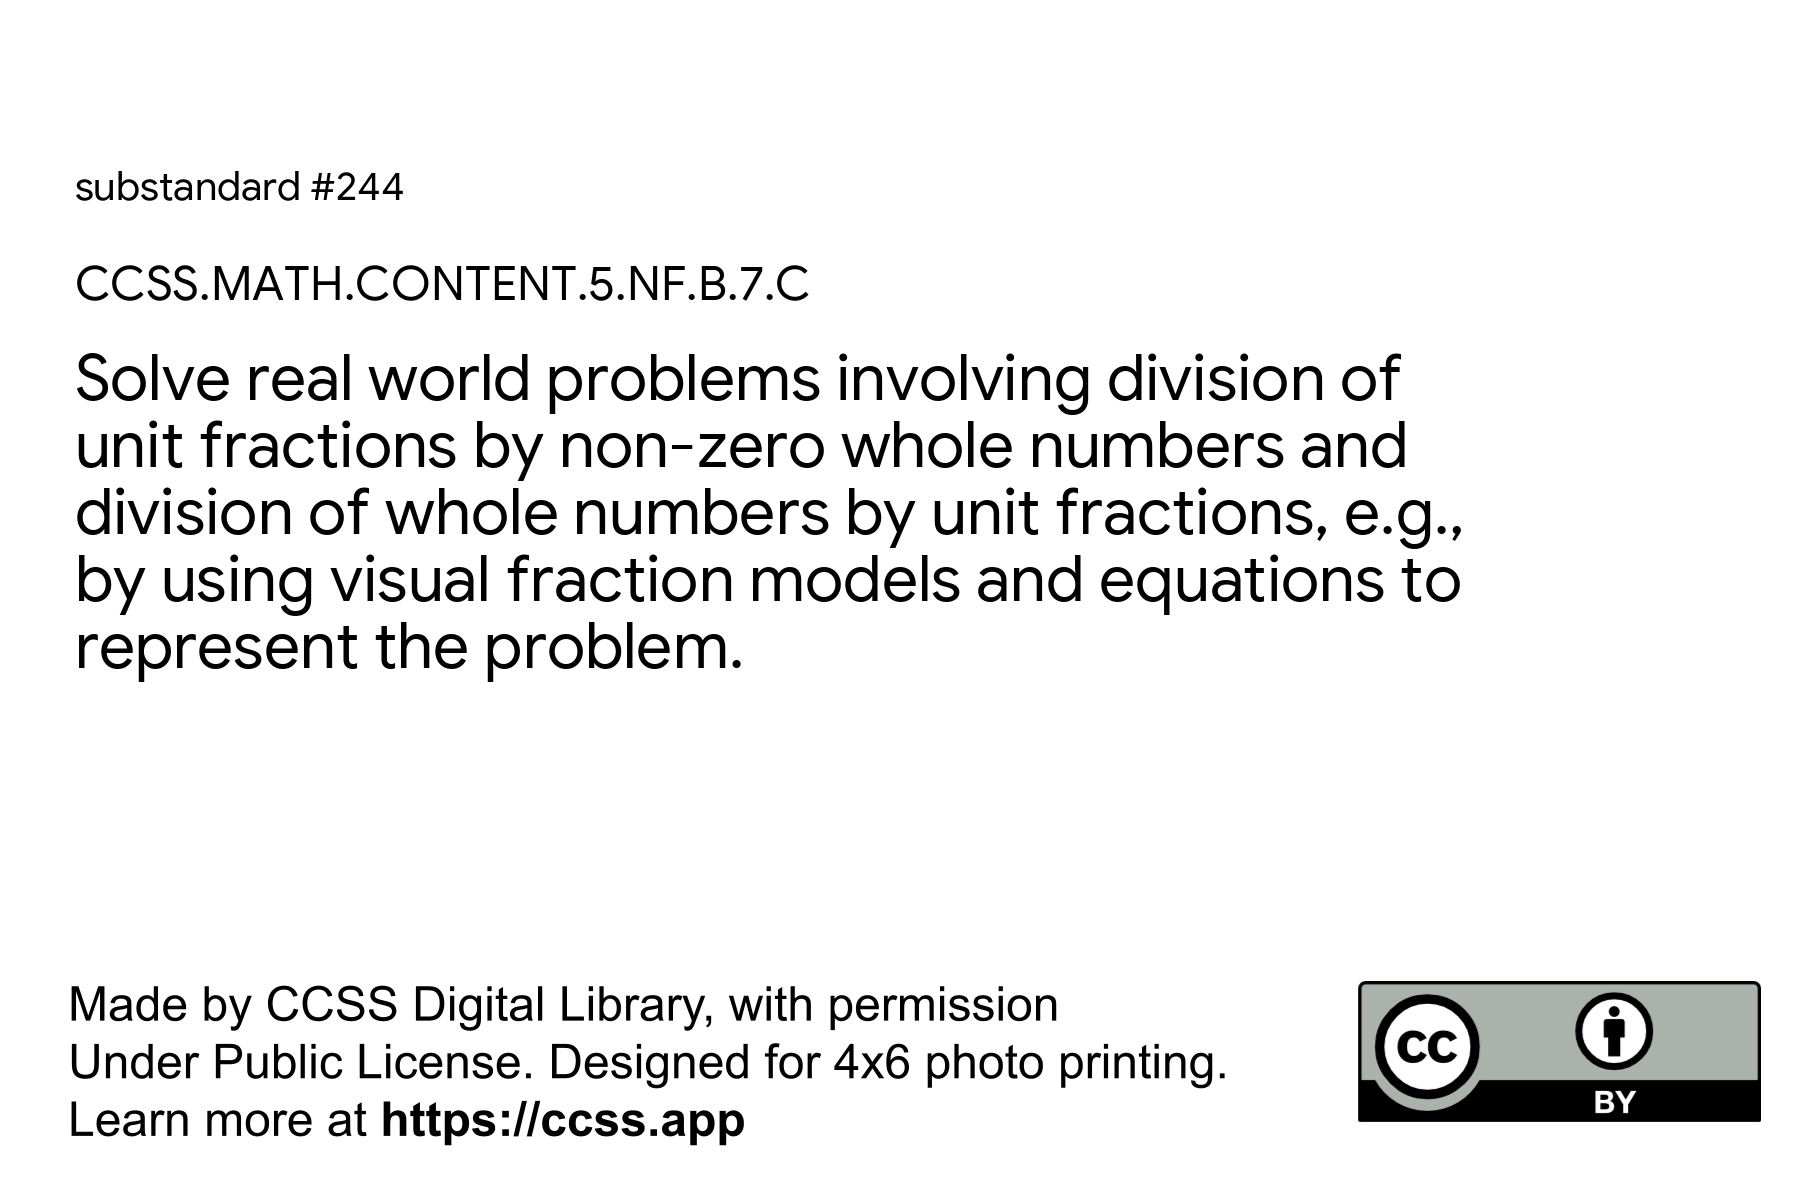 substandard #244
CCSS.MATH.CONTENT.5.NF.B.7.C
Solve real world problems involving division of
unit fractions by non-zero whole numbers and
division of whole numbers by unit fractions, e.g.,
by using visual fraction models and equations to
represent the problem.
Made by CCSS Digital Library, with permission
Under Public License. Designed for 4x6 photo printing.
Learn more at https://ccss.app
cc
BY